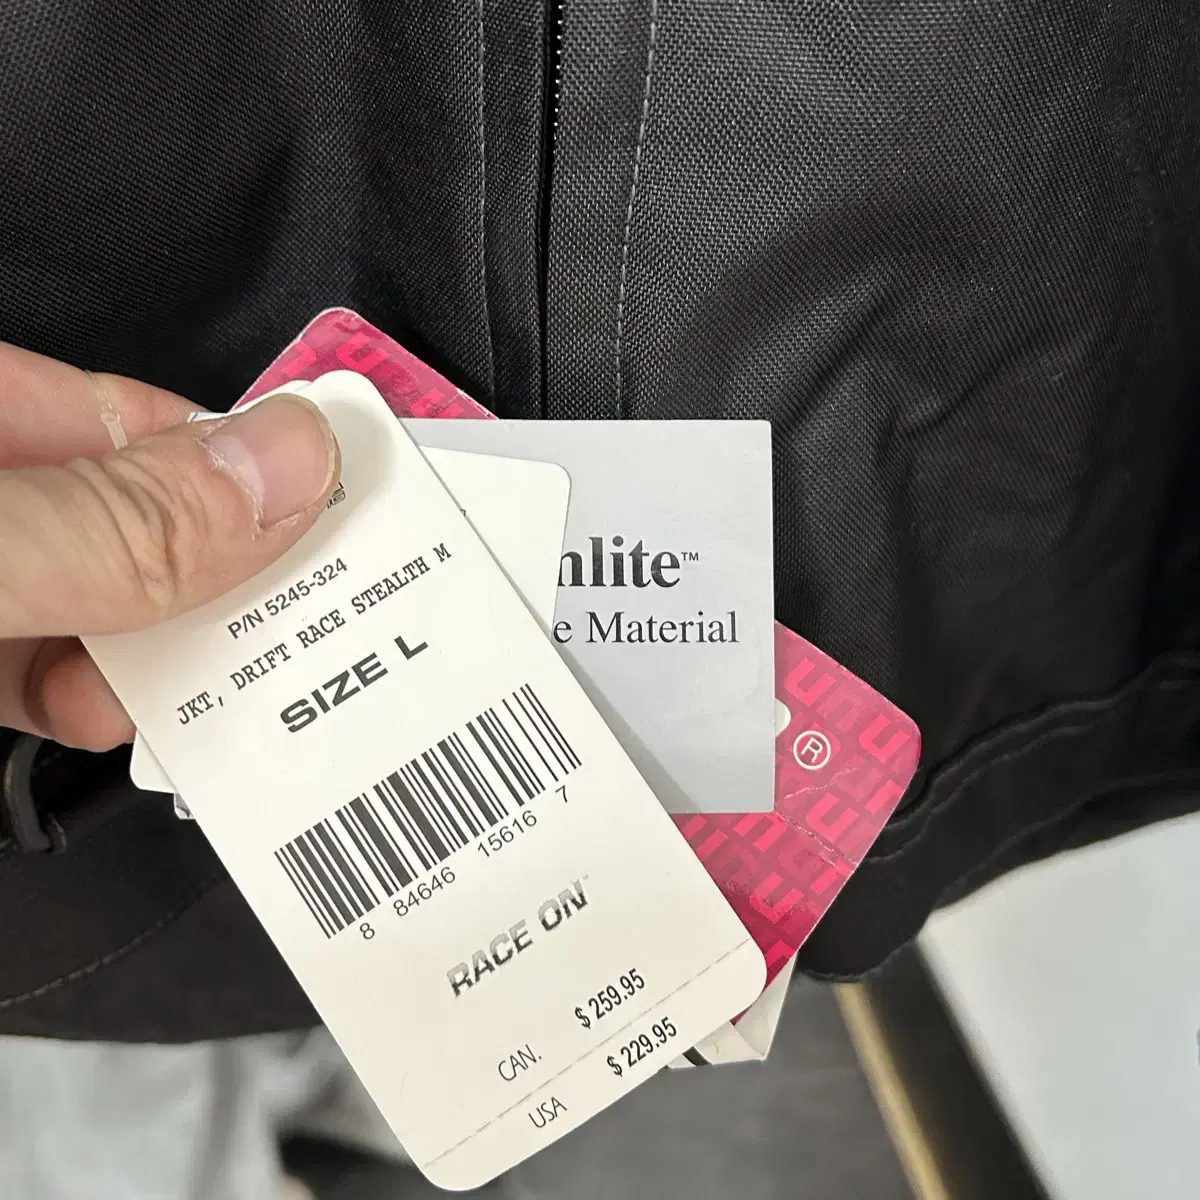 P/N 5245-324
JKT, DRIFT RACE STEALTH M
SIZE L
8 84646 15616 7
RACE ON
CAN. $ 259.95
USA $ 229.95
nlite™
e Material
®